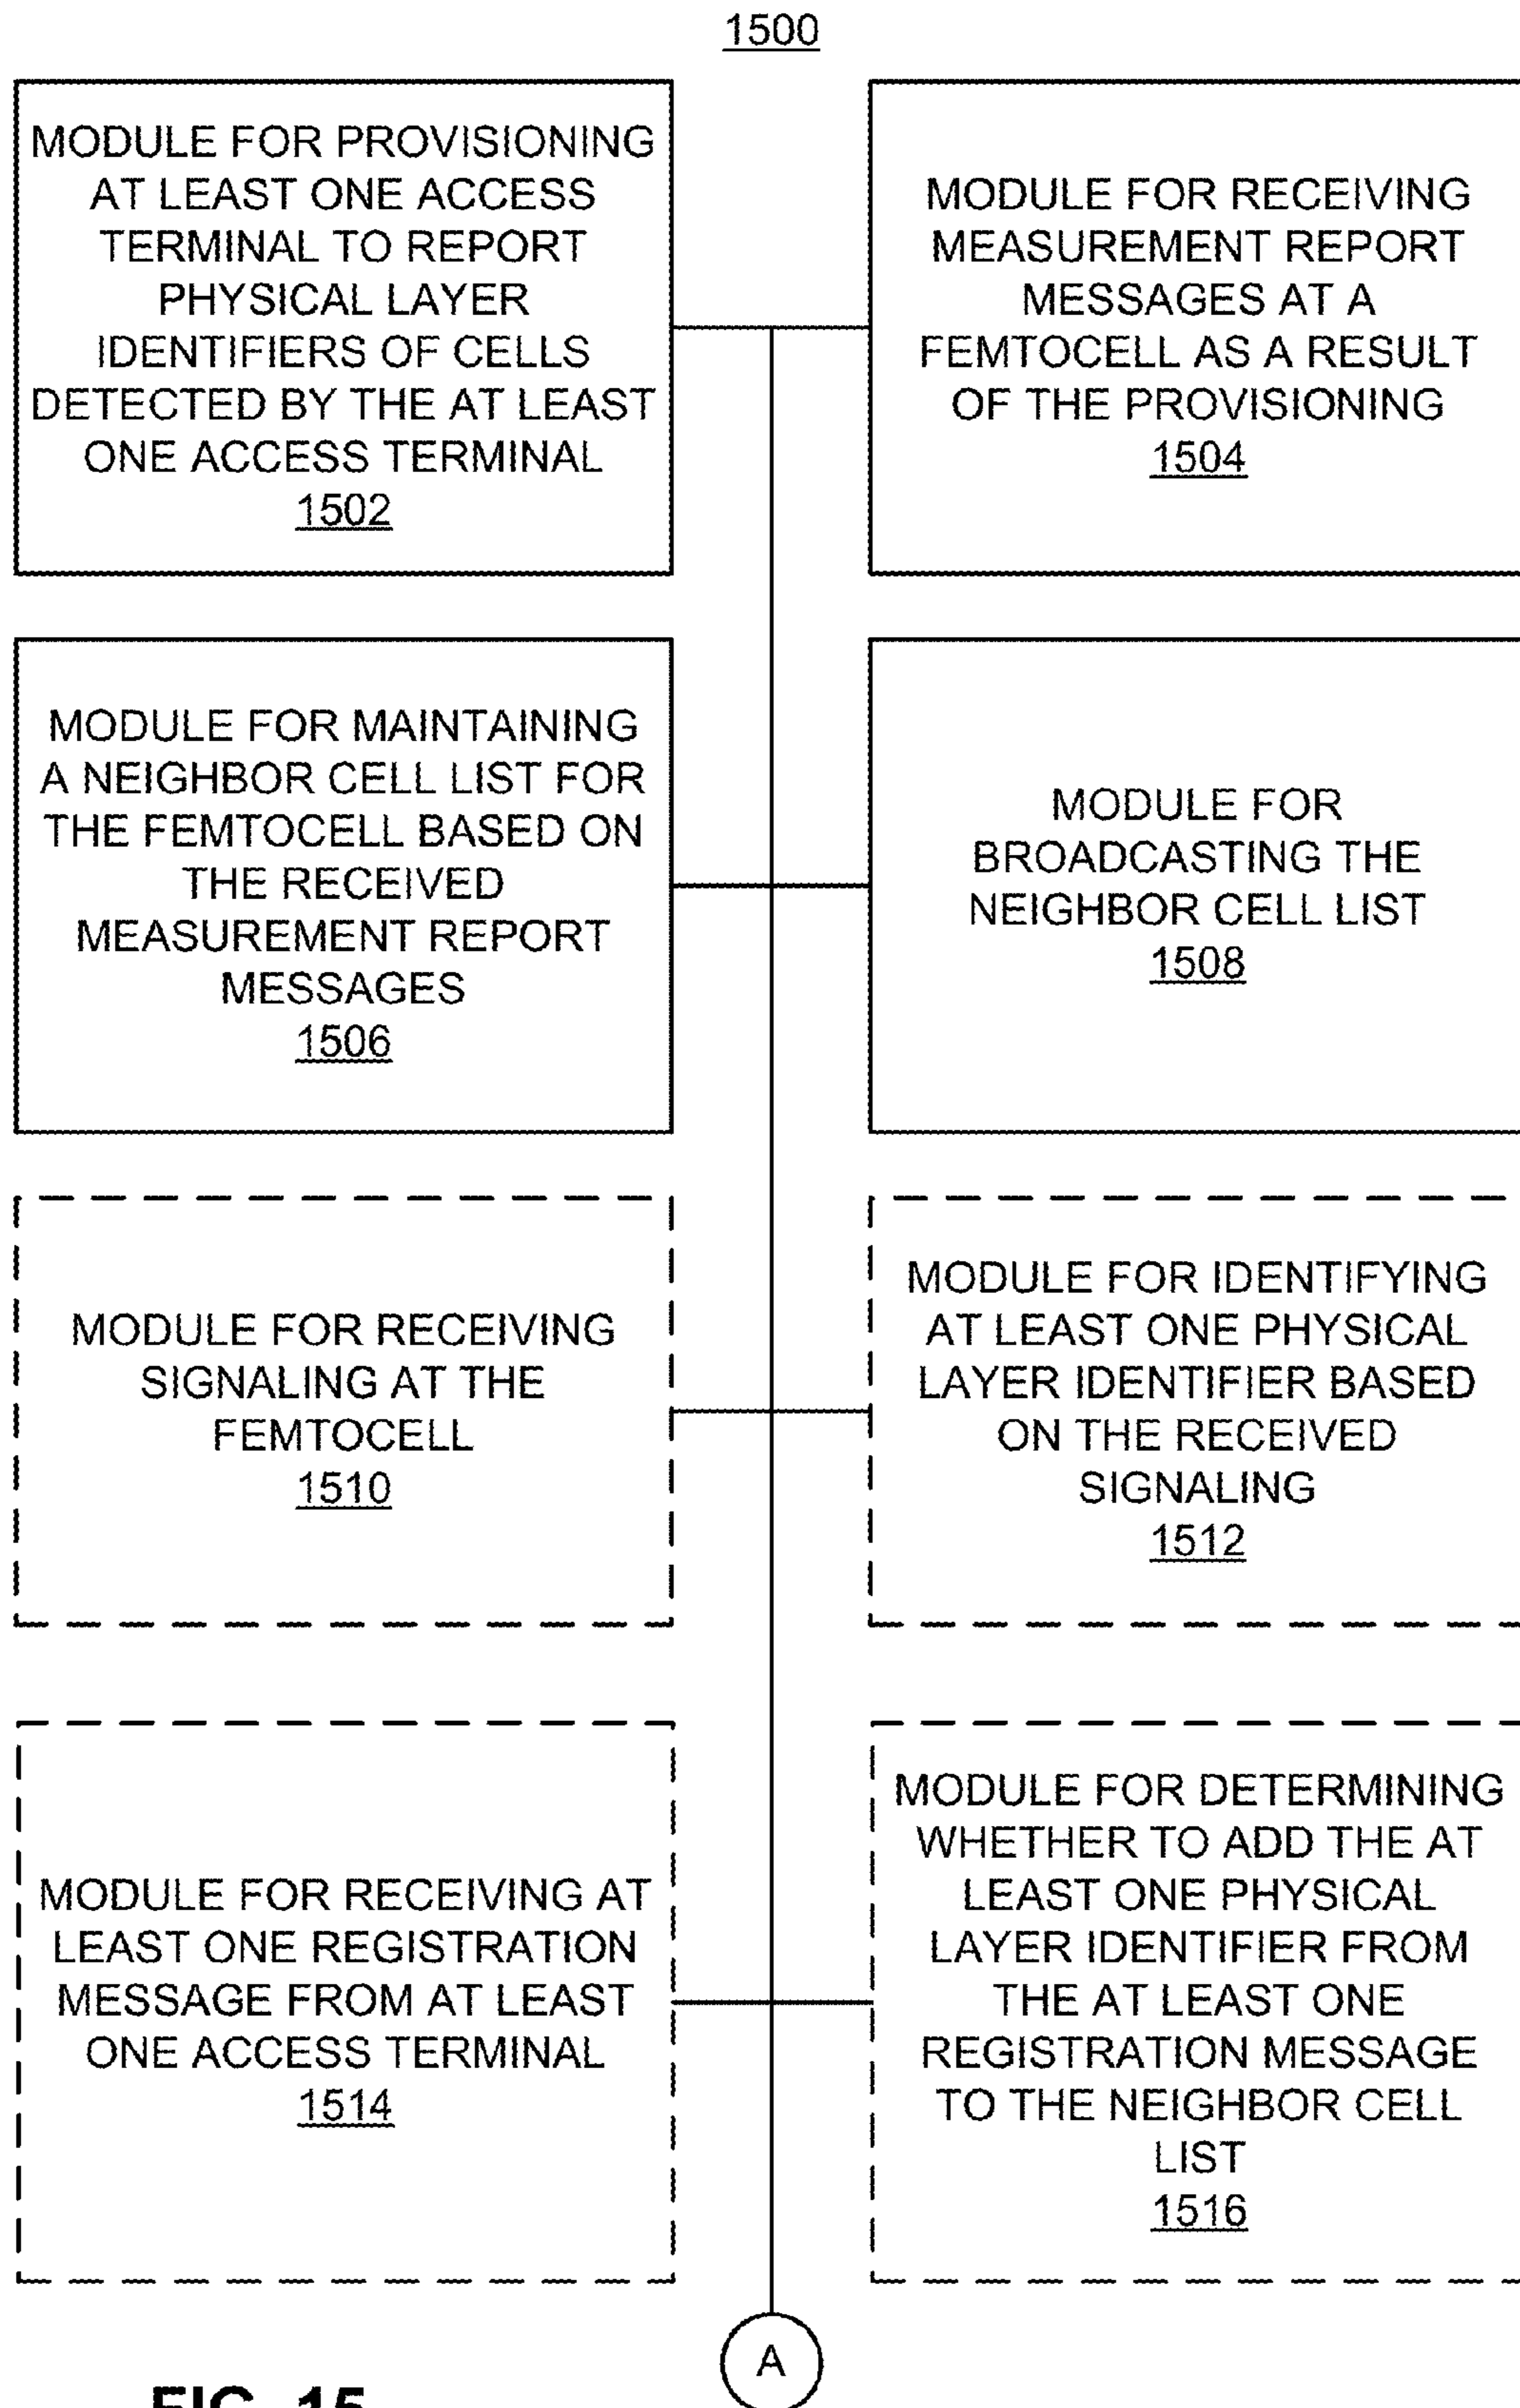 1500
MODULE FOR PROVISIONING
AT LEAST ONE ACCESS
TERMINAL TO REPORT
PHYSICAL LAYER
IDENTIFIERS OF CELLS
DETECTED BY THE AT LEAST
ONE ACCESS TERMINAL
1502
MODULE FOR RECEIVING
MEASUREMENT REPORT
MESSAGES AT A
FEMTOCELL AS A RESULT
OF THE PROVISIONING
1504
MODULE FOR MAINTAINING
A NEIGHBOR CELL LIST FOR
THE FEMTOCELL BASED ON
THE RECEIVED
MEASUREMENT REPORT
MESSAGES
1506
MODULE FOR
BROADCASTING THE
NEIGHBOR CELL LIST
1508
MODULE FOR RECEIVING
SIGNALING AT THE
FEMTOCELL
1510
MODULE FOR IDENTIFYING
AT LEAST ONE PHYSICAL
LAYER IDENTIFIER BASED
ON THE RECEIVED
SIGNALING
1512
MODULE FOR RECEIVING AT
LEAST ONE REGISTRATION
MESSAGE FROM AT LEAST
ONE ACCESS TERMINAL
1514
MODULE FOR DETERMINING
WHETHER TO ADD THE AT
LEAST ONE PHYSICAL
LAYER IDENTIFIER FROM
THE AT LEAST ONE
REGISTRATION MESSAGE
TO THE NEIGHBOR CELL
LIST
1516
A
FIG. 15